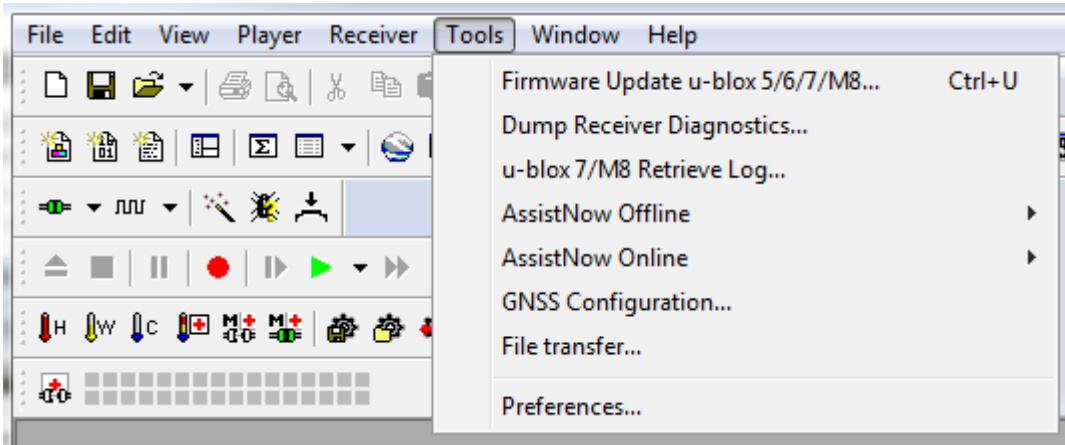 File Edit View Player Receiver Tools Window Help
Firmware Update u-blox 5/6/7/M8... Ctrl+U
Dump Receiver Diagnostics...
u-blox 7/M8 Retrieve Log...
AssistNow Offline
AssistNow Online
GNSS Configuration...
H W C M M
File transfer...
Preferences...